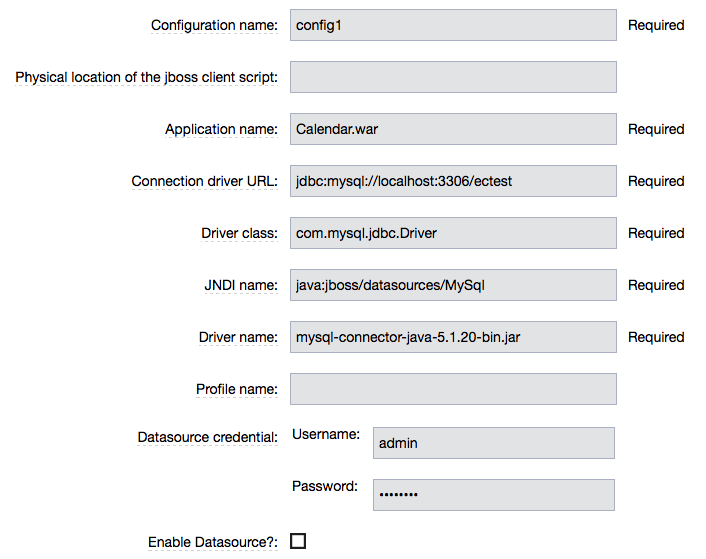 Configuration name: config1 Required
Physical location of the jboss client script:
Application name: Calendar.war Required
Connection driver URL: jdbc:mysql://localhost:3306/ectest Required
Driver class: com.mysql.jdbc.Driver Required
JNDI name: java:jboss/datasources/MySql Required
Driver name: mysql-connector-java-5.1.20-bin.jar Required
Profile name:
Datasource credential: Username: admin
Password: ••••••••
Enable Datasource?: